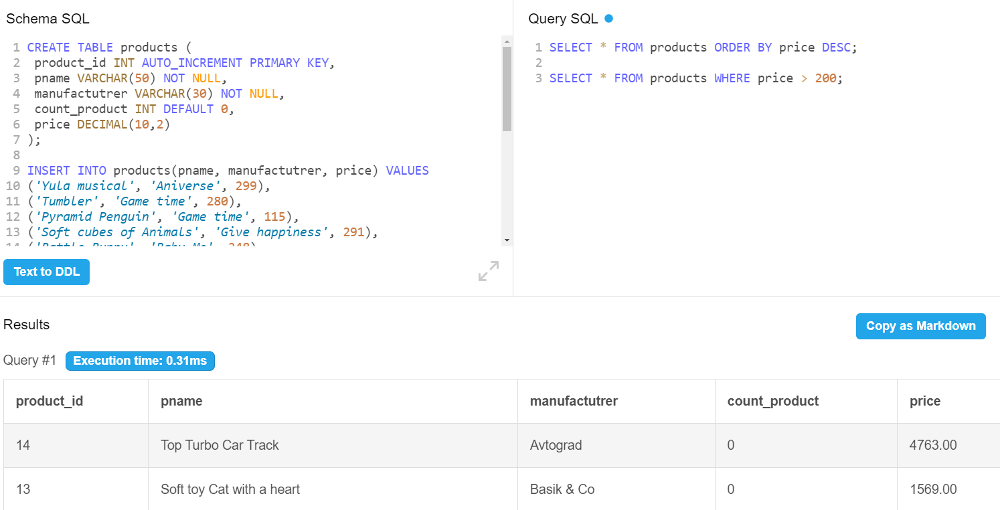 Schema SQL
1 CREATE TABLE products (
2 product_id INT AUTO_INCREMENT PRIMARY KEY,
3 pname VARCHAR(50) NOT NULL,
4 manufactutrer VARCHAR(30) NOT NULL,
5 count_product INT DEFAULT 0,
6 price DECIMAL(10,2)
7 );
8
9 INSERT INTO products(pname, manufactutrer, price) VALUES
10 ('Yula musical', 'Aniverse', 299),
11 ('Tumbler', 'Game time', 280),
12 ('Pyramid Penguin', 'Game time', 115),
13 ('Soft cubes of Animals', 'Give happiness', 291),
Text to DDL
Query SQL
1 SELECT * FROM products ORDER BY price DESC;
2
3 SELECT * FROM products WHERE price > 200;
Results
Copy as Markdown
Query #1 Execution time: 0.31ms
product_id pname manufactutrer count_product price
14 Top Turbo Car Track Avtograd 0 4763.00
13 Soft toy Cat with a heart Basik & Co 0 1569.00